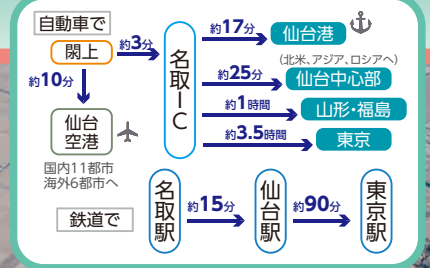 自動車で
閖上
約3分
約10分
仙台
空港
国内11都市
海外6都市へ
名取IC
約17分
仙台港
(北米、アジア、ロシアへ)
約25分
仙台中心部
約1時間
山形・福島
約3.5時間
東京
鉄道で
名取駅
約15分
仙台駅
約90分
東京駅